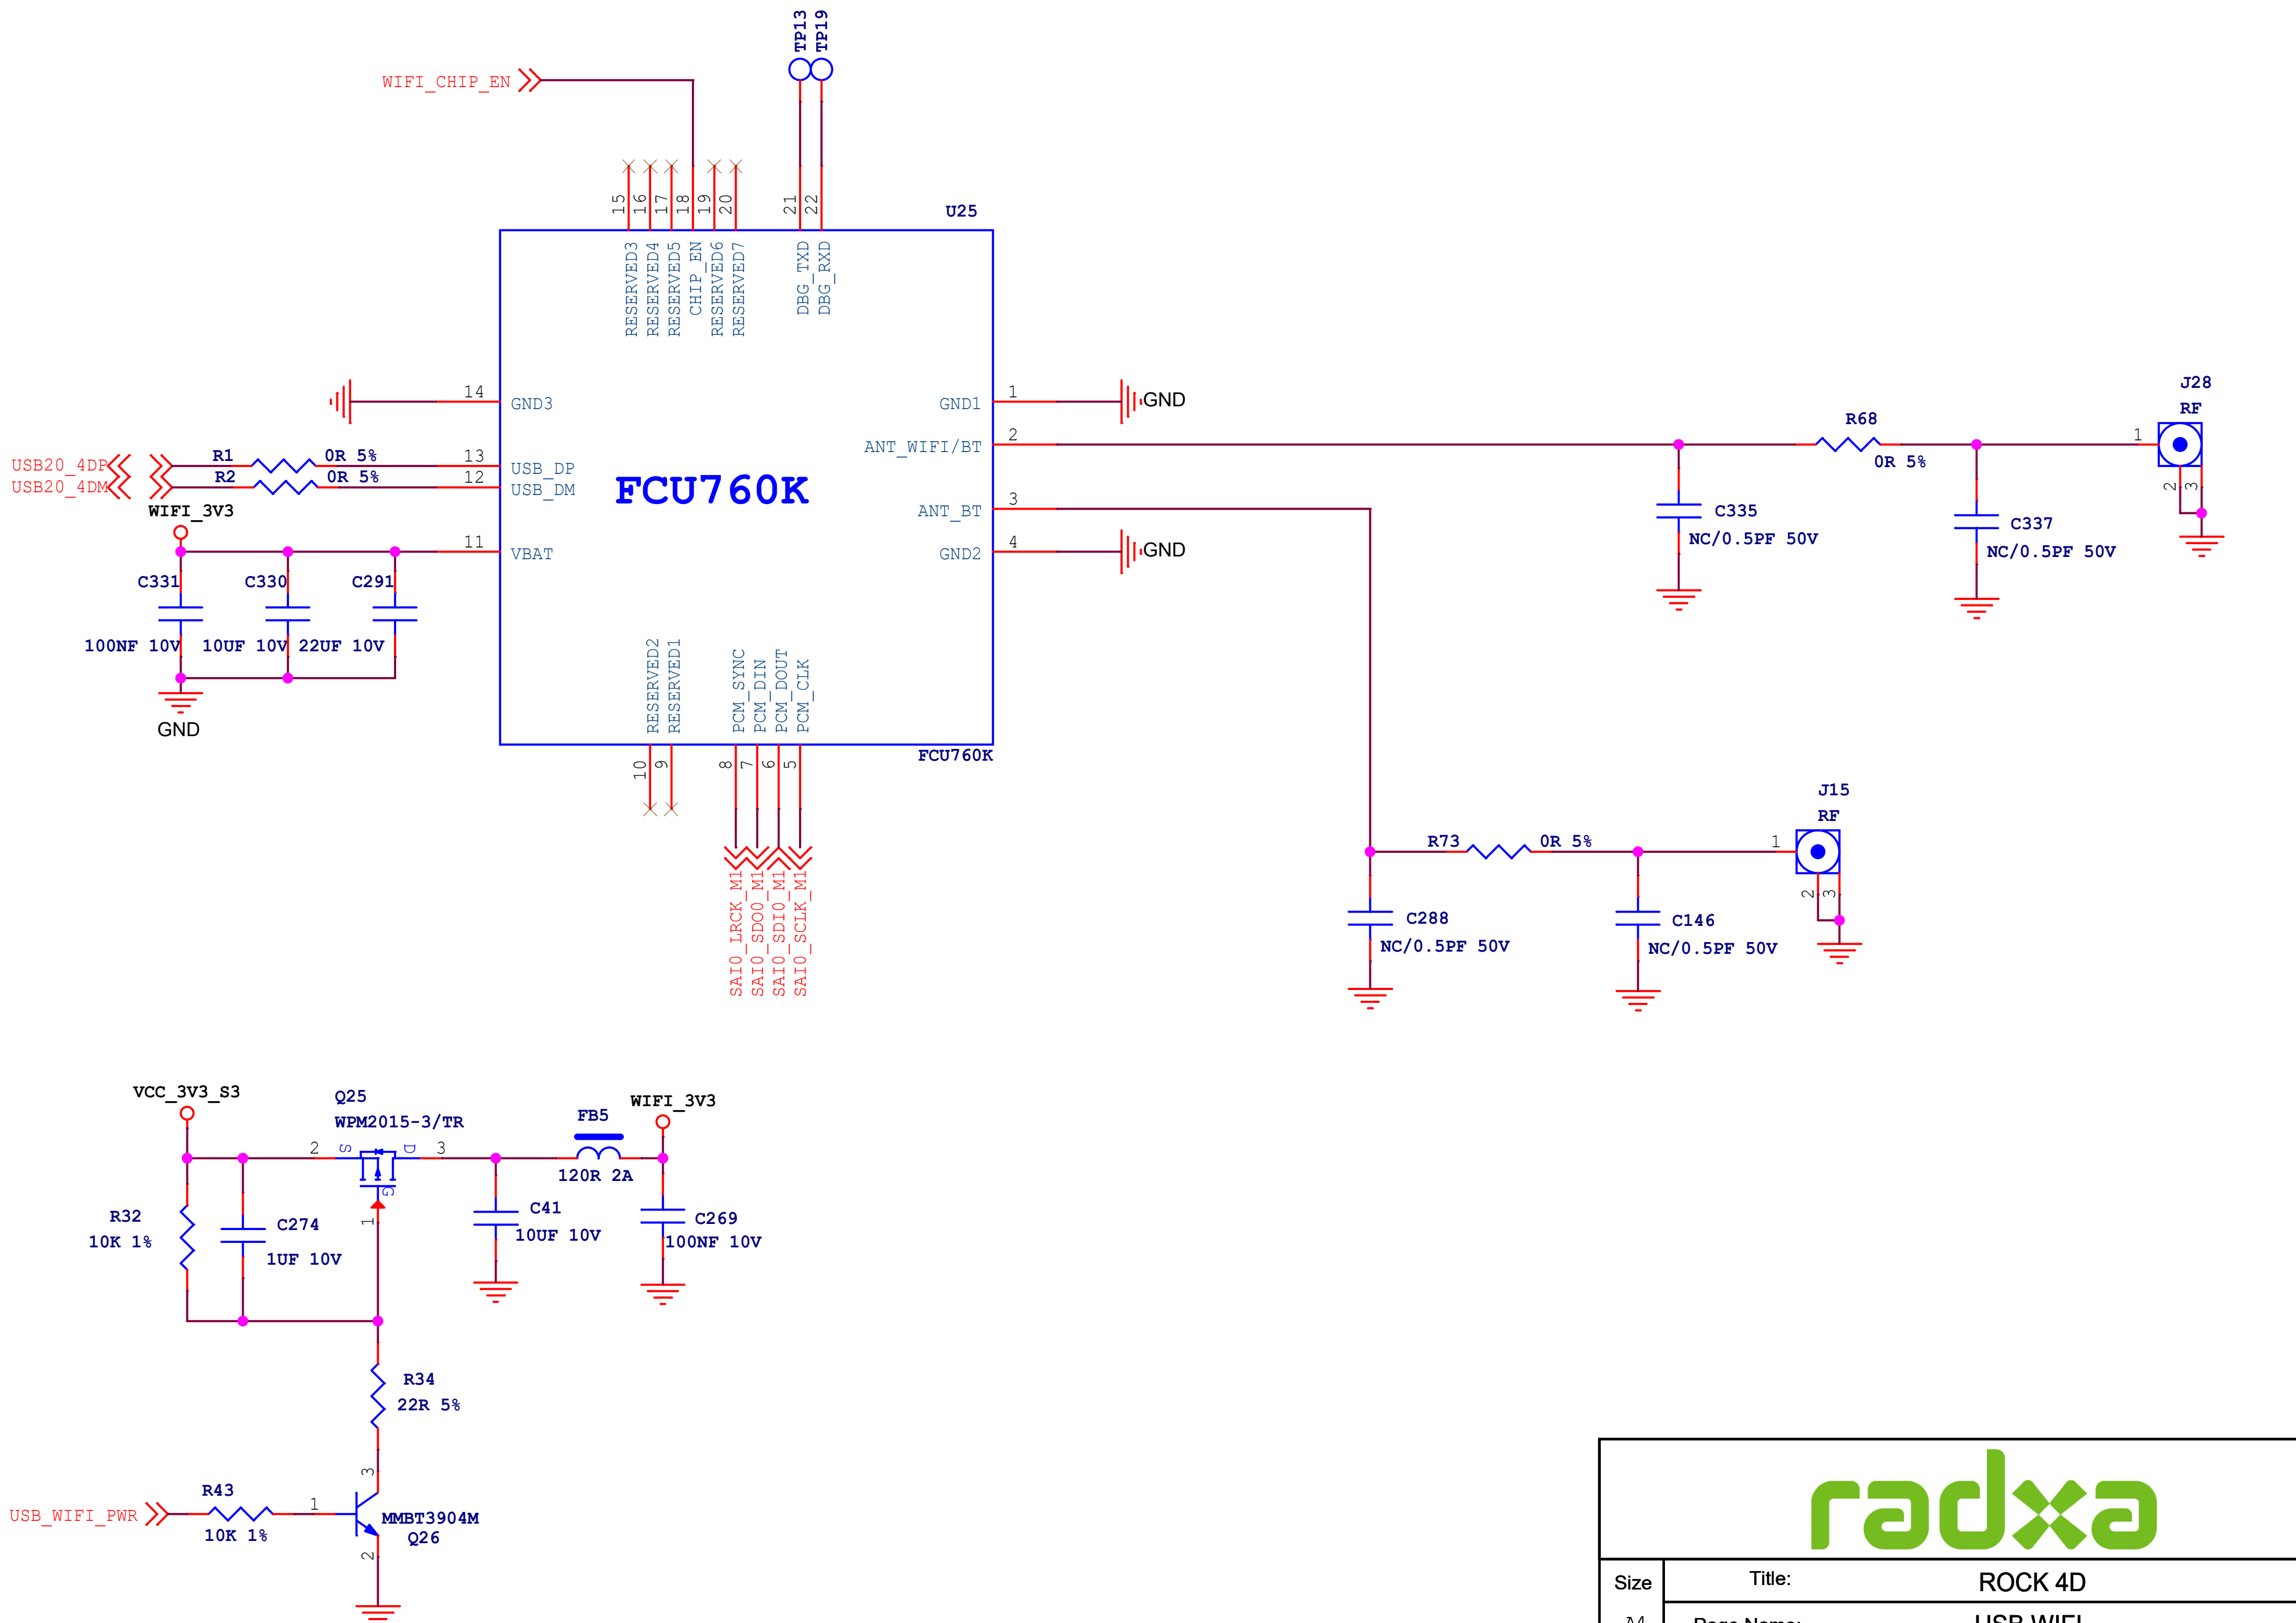 TP13
TP19
WIFI_CHIP_EN
15
16
17
18
19
20
21
22
U25
RESERVED3
RESERVED4
RESERVED5
CHIP_EN
RESERVED6
RESERVED7
DBG_TXD
DBG_RXD
14
GND3
GND1
1
GND
ANT_WIFI/BT
2
R68
0R 5%
J28
RF
1
2
3
USB20_4DP
R1
0R 5%
13
USB_DP
USB20_4DM
R2
0R 5%
12
USB_DM
FCU760K
ANT_BT
3
C335
NC/0.5PF 50V
C337
NC/0.5PF 50V
WIFI_3V3
11
VBAT
GND2
4
GND
C331
C330
C291
100NF 10V
10UF 10V
22UF 10V
GND
RESERVED2
RESERVED1
PCM_SYNC
PCM_DIN
PCM_DOUT
PCM_CLK
FCU760K
10
9
8
7
6
5
SAI0_LRCK_M1
SAI0_SDO0_M1
SAI0_SDI0_M1
SAI0_SCLK_M1
J15
RF
R73
0R 5%
1
2
3
C288
NC/0.5PF 50V
C146
NC/0.5PF 50V
VCC_3V3_S3
Q25
WPM2015-3/TR
FB5
WIFI_3V3
2
S
D
3
G
1
120R 2A
R32
10K 1%
C274
1UF 10V
C41
10UF 10V
C269
100NF 10V
R34
22R 5%
3
USB_WIFI_PWR
R43
10K 1%
1
MMBT3904M
Q26
2
radxa
Size
Title:
ROCK 4D